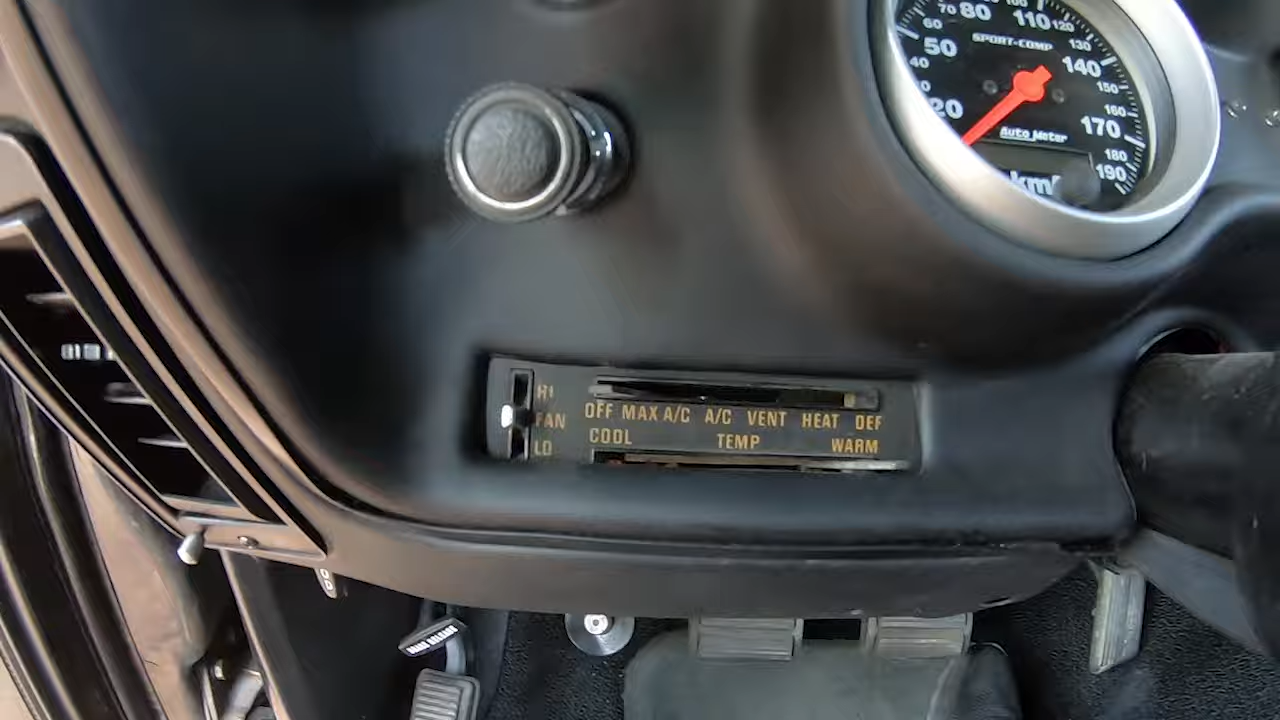 50 60 70 80 100 110 120 130 140 150 160 170 180 190
40
20
SPORT-COMP
Auto Meter
km
HI
FAN
LO
OFF MAX A/C A/C VENT HEAT DEF
COOL TEMP WARM